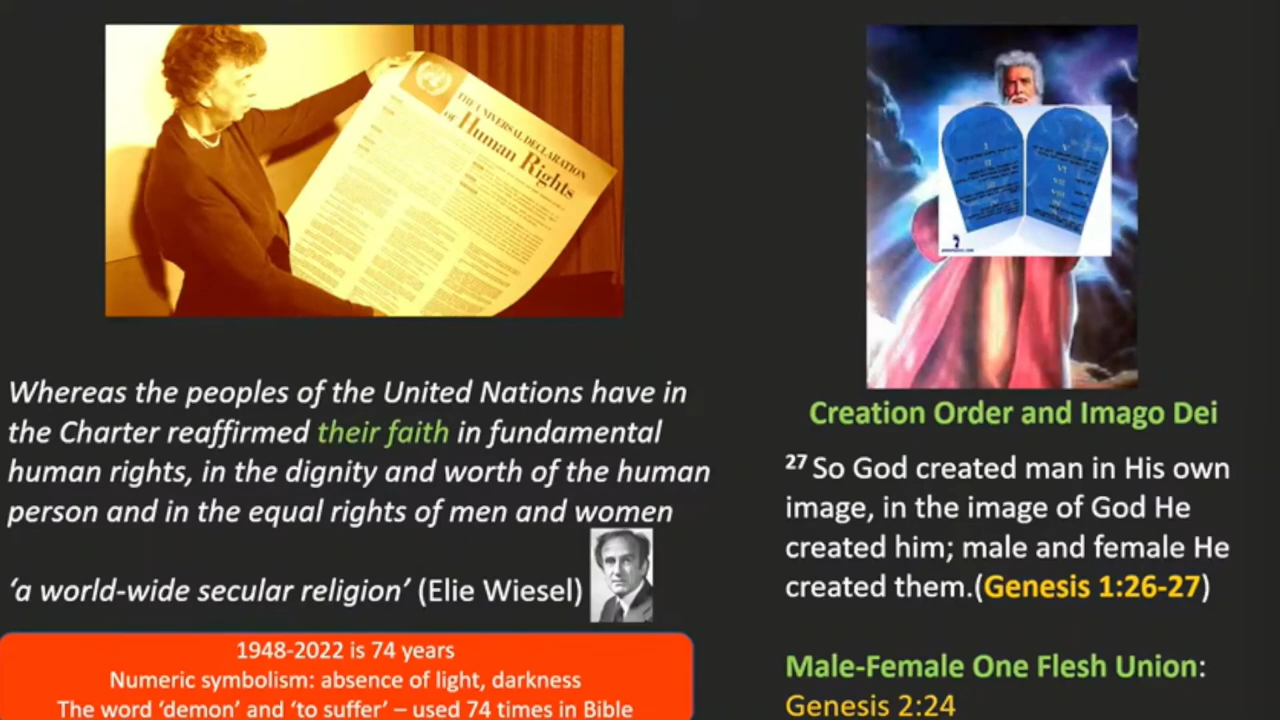 THE UNIVERSAL DECLARATION
OF Human Rights
Whereas the peoples of the United Nations have in
the Charter reaffirmed their faith in fundamental
human rights, in the dignity and worth of the human
person and in the equal rights of men and women
‘a world-wide secular religion’ (Elie Wiesel)
1948-2022 is 74 years
Numeric symbolism: absence of light, darkness
The word ‘demon’ and ‘to suffer’ – used 74 times in Bible
I
II
V
VI
VII
VIII
Creation Order and Imago Dei
27 So God created man in His own
image, in the image of God He
created him; male and female He
created them.(Genesis 1:26-27)
Male-Female One Flesh Union:
Genesis 2:24